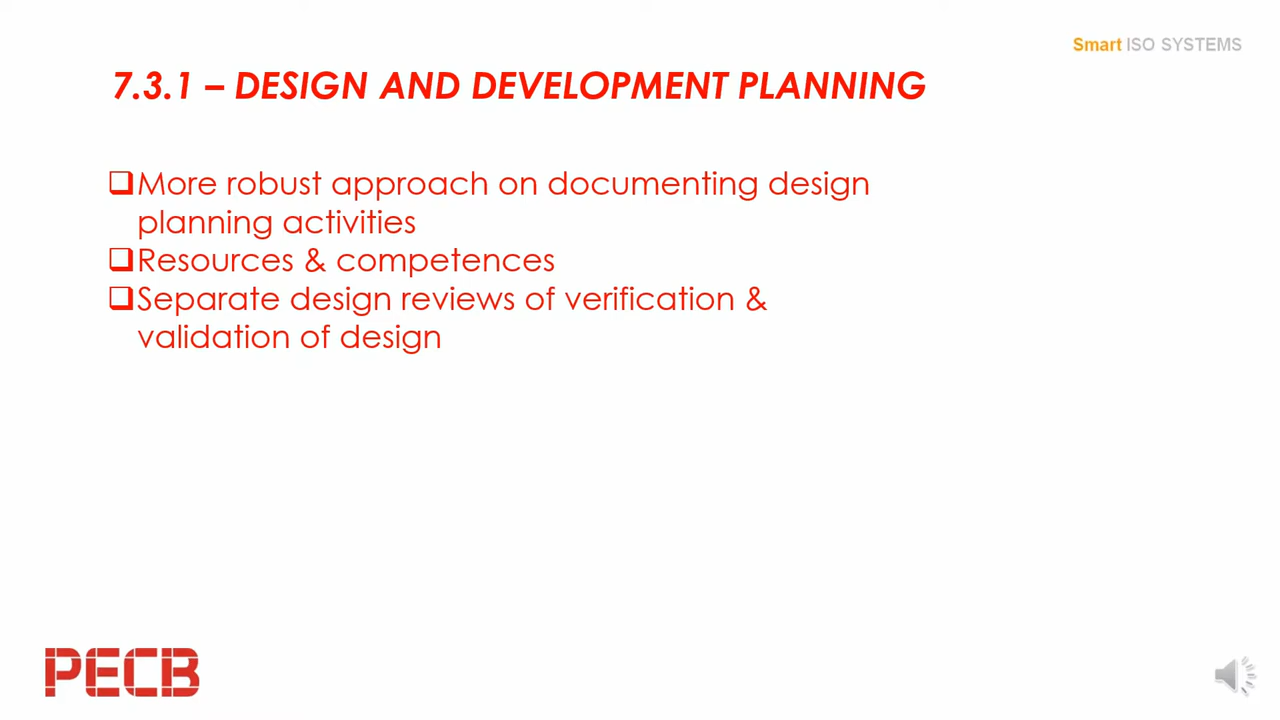 Smart ISO SYSTEMS
7.3.1 – DESIGN AND DEVELOPMENT PLANNING
❑More robust approach on documenting design
planning activities
❑Resources & competences
❑Separate design reviews of verification &
validation of design
PECB